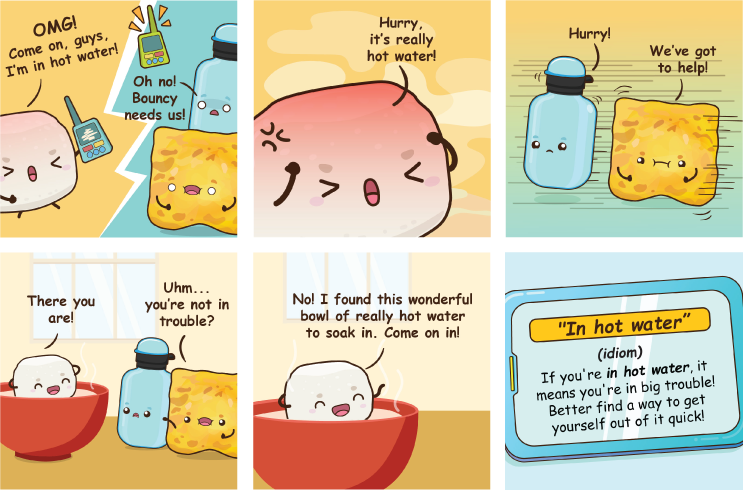 OMG!
Come on, guys,
I'm in hot water!
Oh no!
Bouncy
needs us!
Hurry,
it's really
hot water!
Hurry!
We've got
to help!
There you
are!
Uhm...
you're not in
trouble?
No! I found this wonderful
bowl of really hot water
to soak in. Come on in!
"In hot water"
(idiom)
If you're in hot water, it
means you're in big trouble!
Better find a way to get
yourself out of it quick!